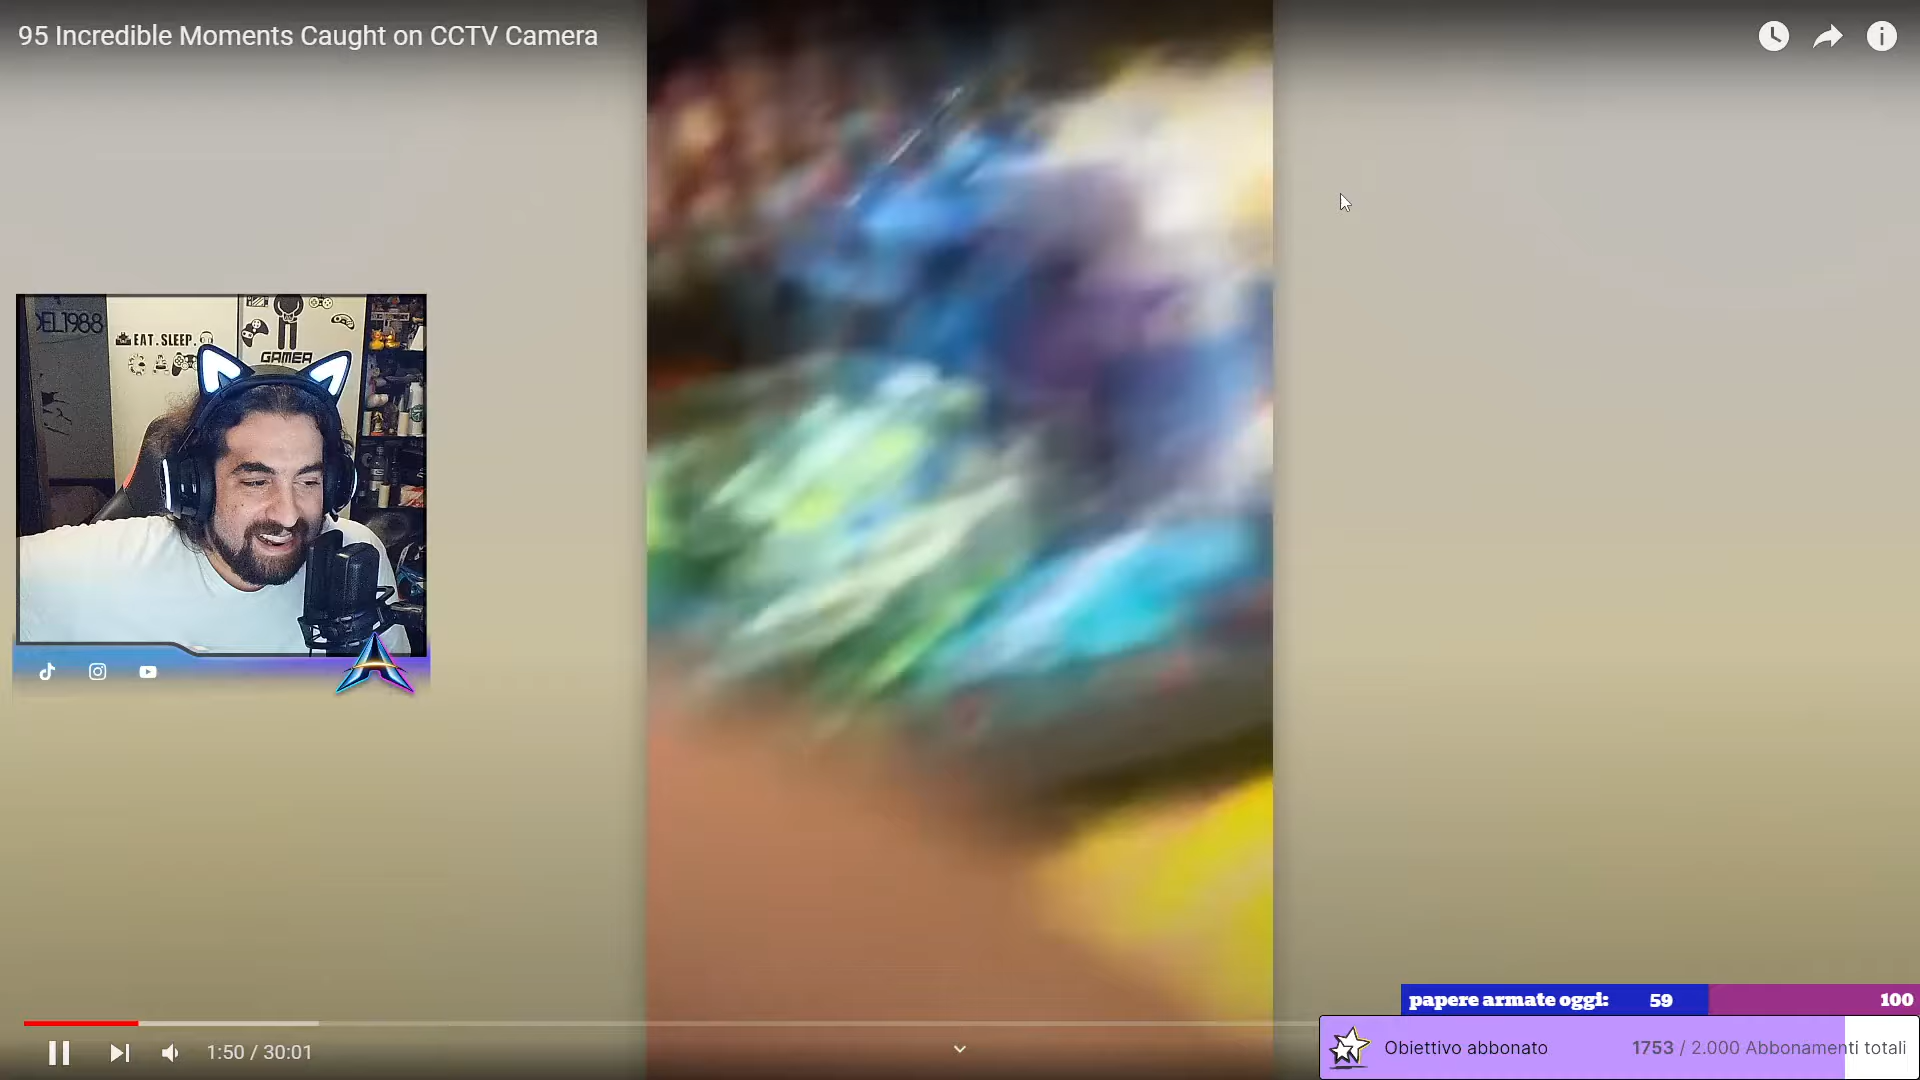 95 Incredible Moments Caught on CCTV Camera
DEL1988
EAT.SLEEP.
GAMER
1:50 / 30:01
papere armate oggi: 59 100
Obiettivo abbonato 1753 / 2.000 Abbonamenti totali